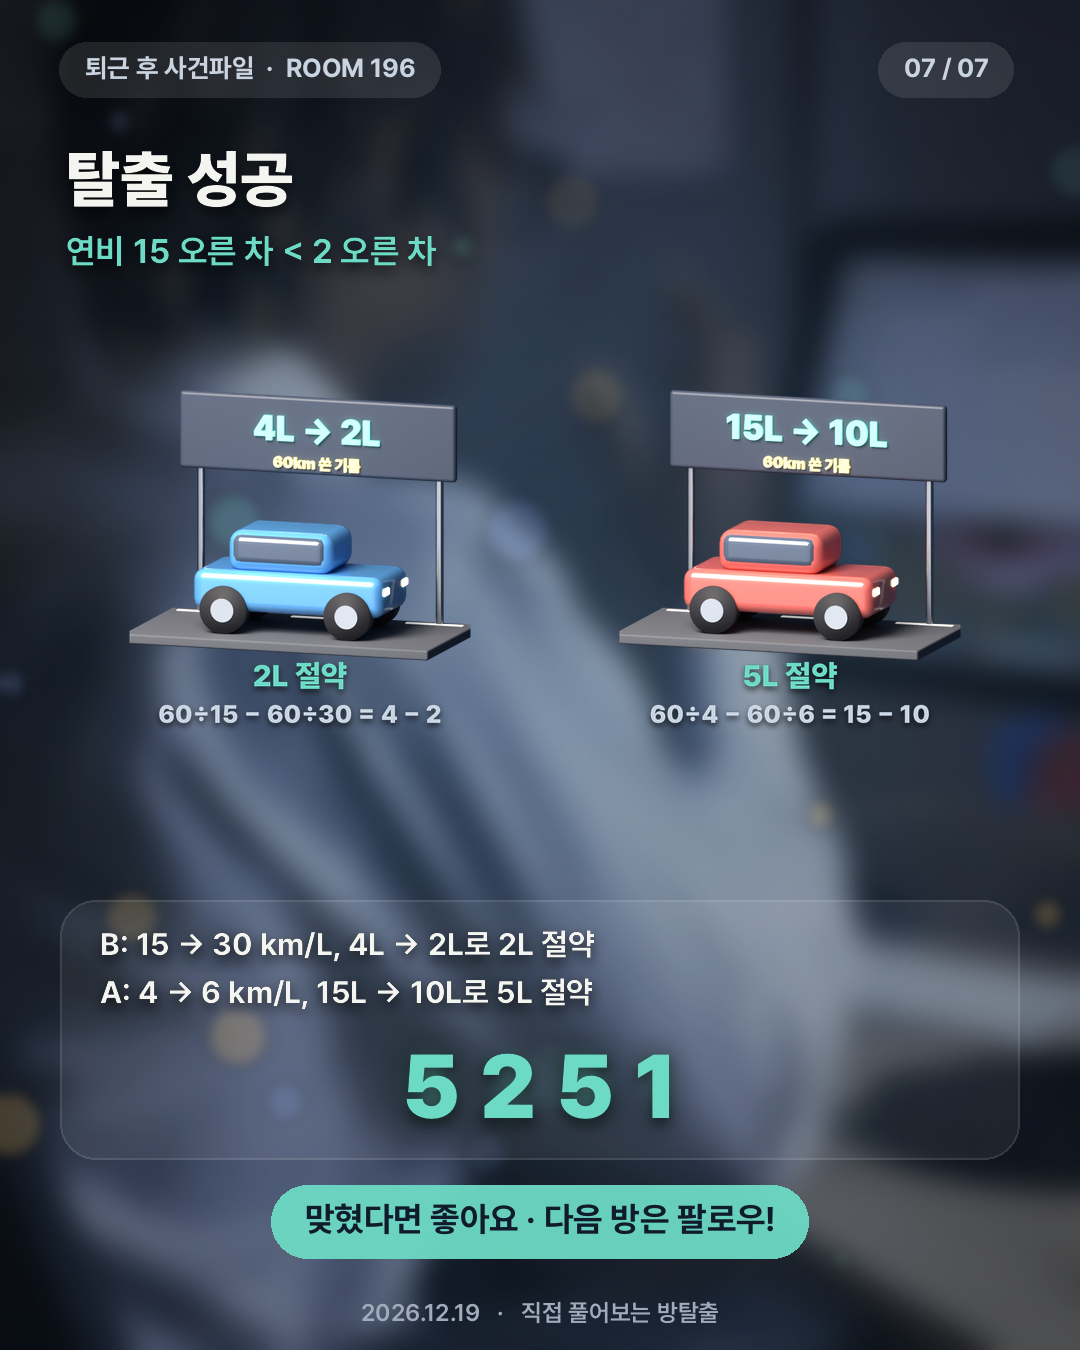 퇴근 후 사건파일 · ROOM 196
07 / 07
탈출 성공
연비 15 오른 차 < 2 오른 차
4L → 2L
60km 쓴 기름
15L → 10L
60km 쓴 기름
2L 절약
60÷15 − 60÷30 = 4 − 2
5L 절약
60÷4 − 60÷6 = 15 − 10
B: 15 → 30 km/L, 4L → 2L로 2L 절약
A: 4 → 6 km/L, 15L → 10L로 5L 절약
5 2 5 1
맞혔다면 좋아요 · 다음 방은 팔로우!
2026.12.19 · 직접 풀어보는 방탈출